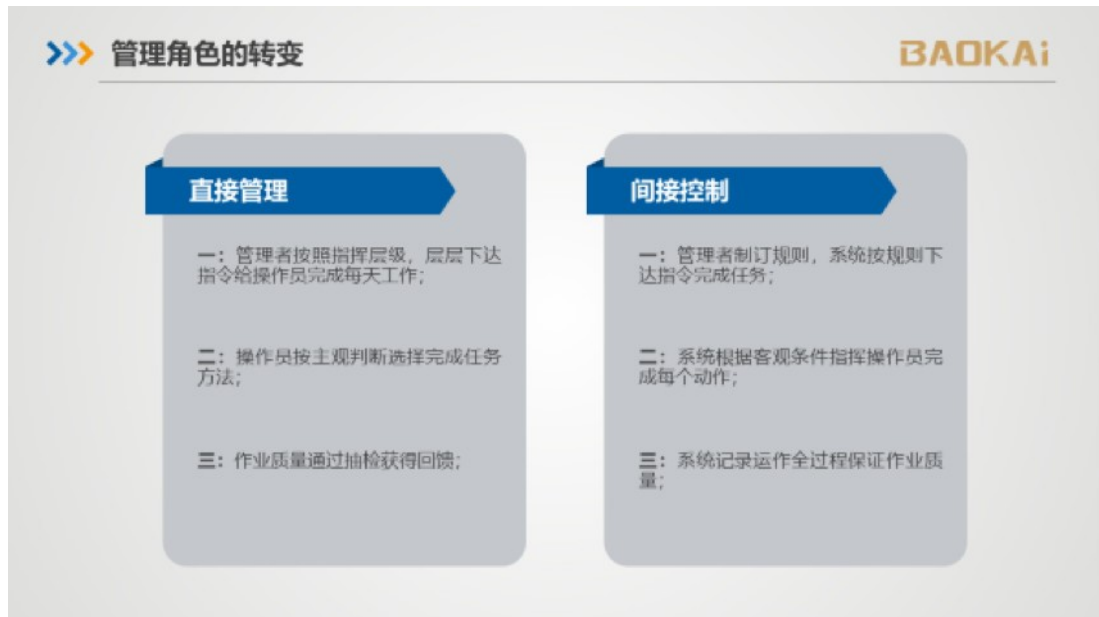 管理角色的转变
BAOKAi
直接管理
一：管理者按照指挥层级，层层下达
指令给操作员完成每天工作；
二：操作员按主观判断选择完成任务
方法；
三：作业质量通过抽检获得回馈；
间接控制
一：管理者制订规则，系统按规则下
达指令完成任务；
二：系统根据客观条件指挥操作员完
成每个动作；
三：系统记录运作全过程保证作业质
量；